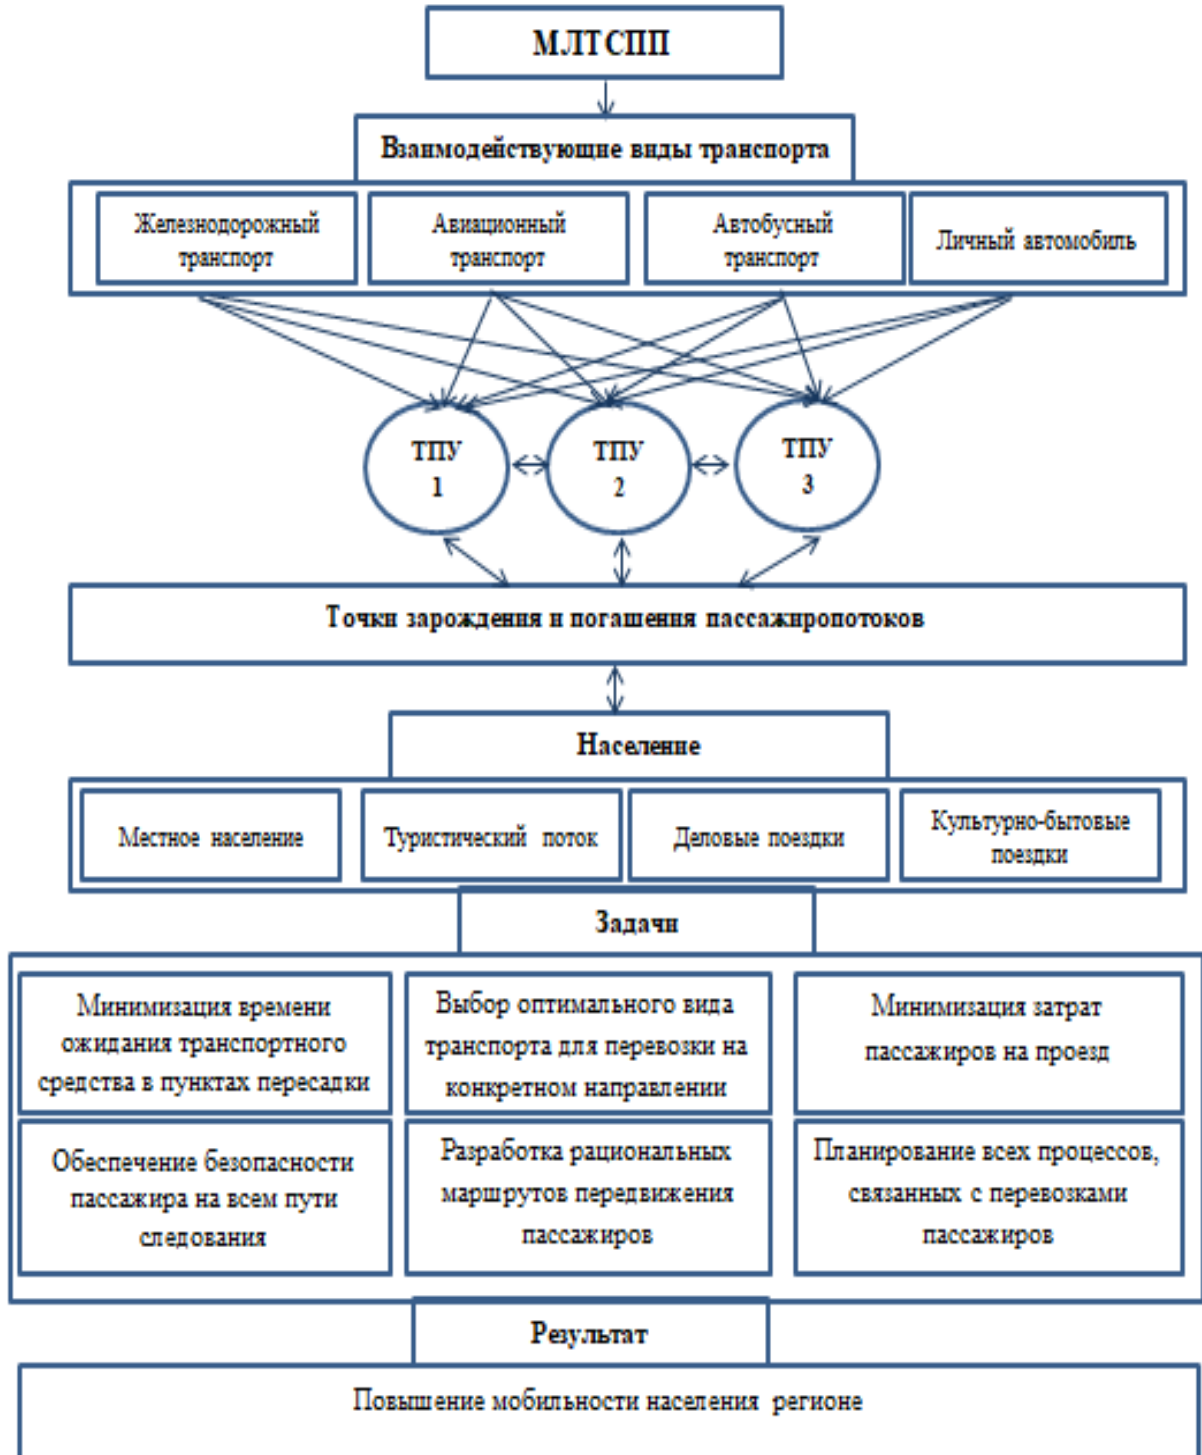 МЛТСПП
Взаимодействующие виды транспорта
Железнодорожный
транспорт
Авиационный
транспорт
Автобусный
транспорт
Личный автомобиль
ТПУ
1
ТПУ
2
ТПУ
3
Точки зарождения и погашения пассажиропотоков
Население
Местное население
Туристический поток
Деловые поездки
Культурно-бытовые
поездки
Задачи
Минимизация времени
ожидания транспортного
средства в пунктах пересадки
Выбор оптимального вида
транспорта для перевозки на
конкретном направлении
Минимизация затрат
пассажиров на проезд
Обеспечение безопасности
пассажира на всем пути
следования
Разработка рациональных
маршрутов передвижения
пассажиров
Планирование всех процессов,
связанных с перевозками
пассажиров
Результат
Повышение мобильности населения регионе